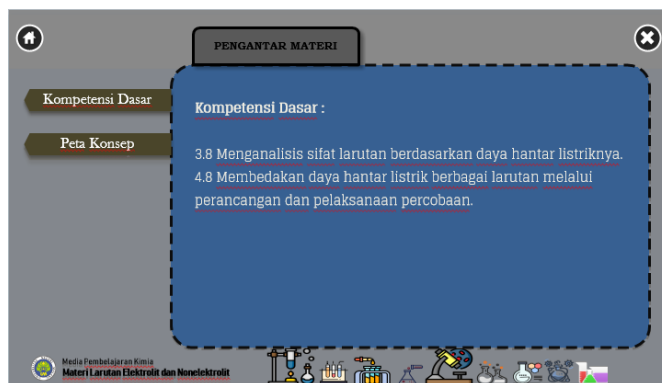 PENGANTAR MATERI
Kompetensi Dasar
Peta Konsep
Kompetensi Dasar :
3.8 Menganalisis sifat larutan berdasarkan daya hantar listriknya.
4.8 Membedakan daya hantar listrik berbagai larutan melalui
perancangan dan pelaksanaan percobaan.
Media Pembelajaran Kimia
Materi Larutan Elektrolit dan Nonelektrolit